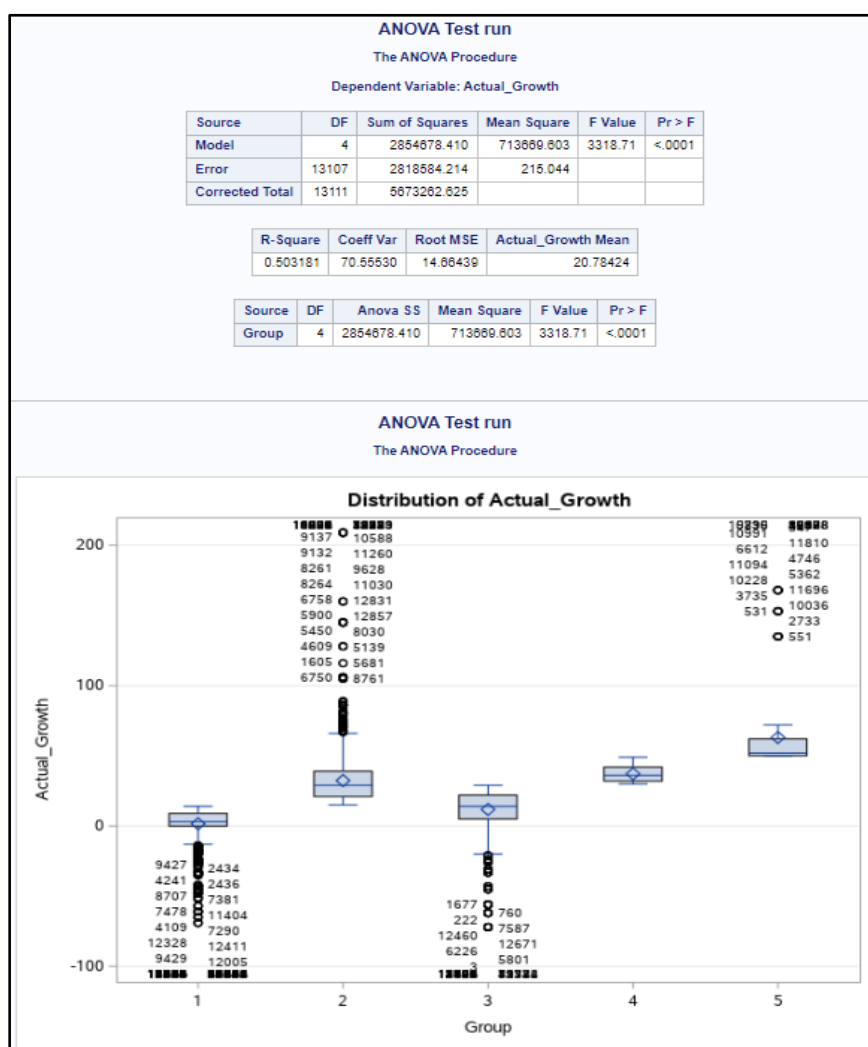 ANOVA Test run
The ANOVA Procedure
Dependent Variable: Actual_Growth
Source DF Sum of Squares Mean Square F Value Pr > F
Model 4 2854678.410 713669.603 3318.71 <.0001
Error 13107 2818584.214 215.044
Corrected Total 13111 5673262.625
R-Square Coeff Var Root MSE Actual_Growth Mean
0.503181 70.55530 14.66439 20.78424
Source DF Anova SS Mean Square F Value Pr > F
Group 4 2854678.410 713669.603 3318.71 <.0001
ANOVA Test run
The ANOVA Procedure
Distribution of Actual_Growth
Actual_Growth
200
100
0
-100
9427 2434
4241 2436
8707 7381
7478 11404
4109 7290
12328 12411
9429 12005
9137 10588
9132 11260
8261 9628
8264 11030
6758 12831
5900 12857
5450 8030
4609 5139
1605 5681
6750 8761
1677 760
222 7587
12460 12671
6226 5801
3
10991 11810
6612 4746
11094 5362
10228 11696
3735 10036
531 2733
551
1 2 3 4 5
Group